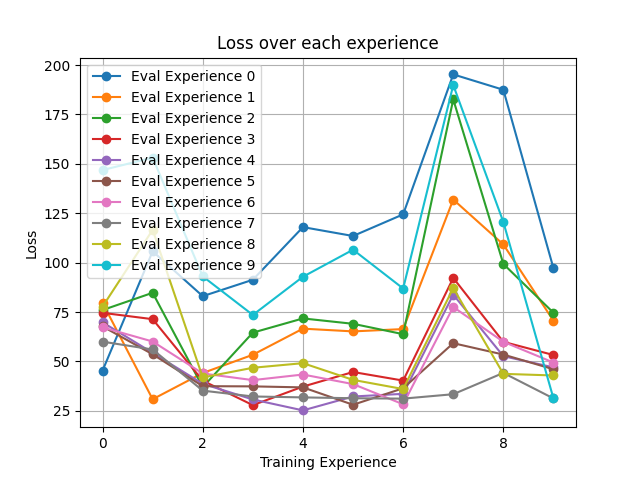 Loss over each experience
200
175
150
125
100
75
50
25
Loss
Eval Experience 0
Eval Experience 1
Eval Experience 2
Eval Experience 3
Eval Experience 4
Eval Experience 5
Eval Experience 6
Eval Experience 7
Eval Experience 8
Eval Experience 9
0 2 4 6 8
Training Experience